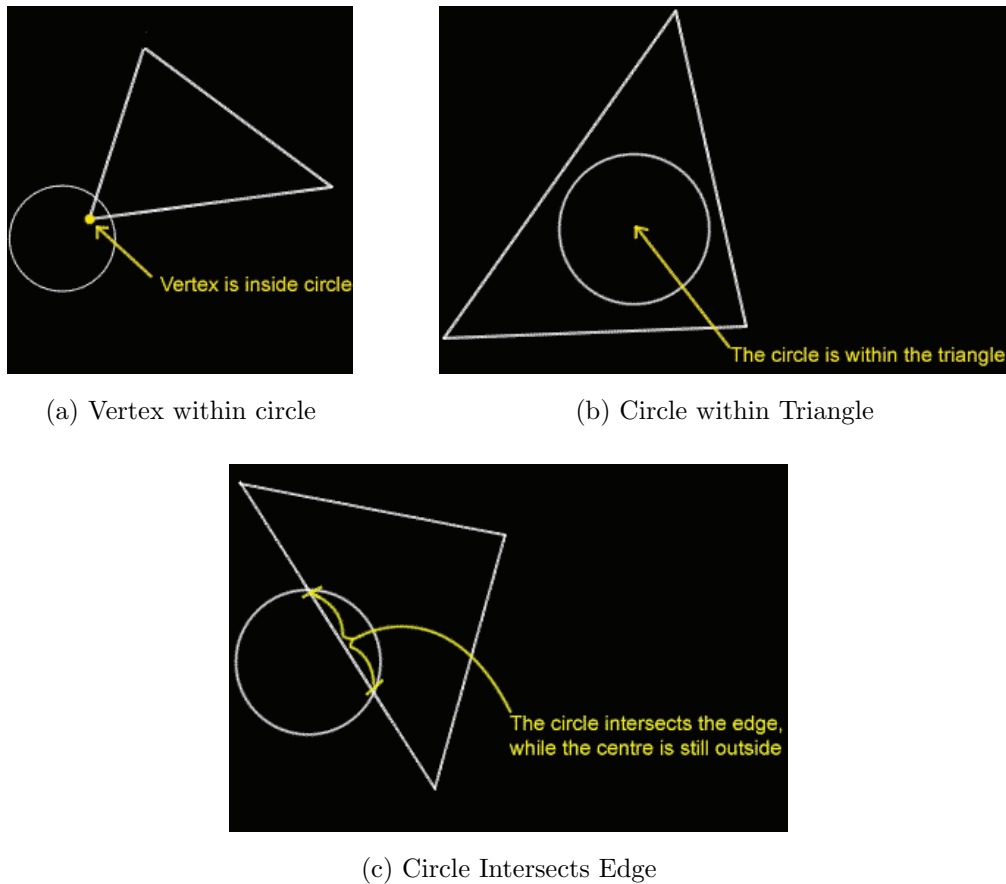 Vertex is inside circle
The circle is within the triangle
(a) Vertex within circle
(b) Circle within Triangle
The circle intersects the edge,
while the centre is still outside
(c) Circle Intersects Edge